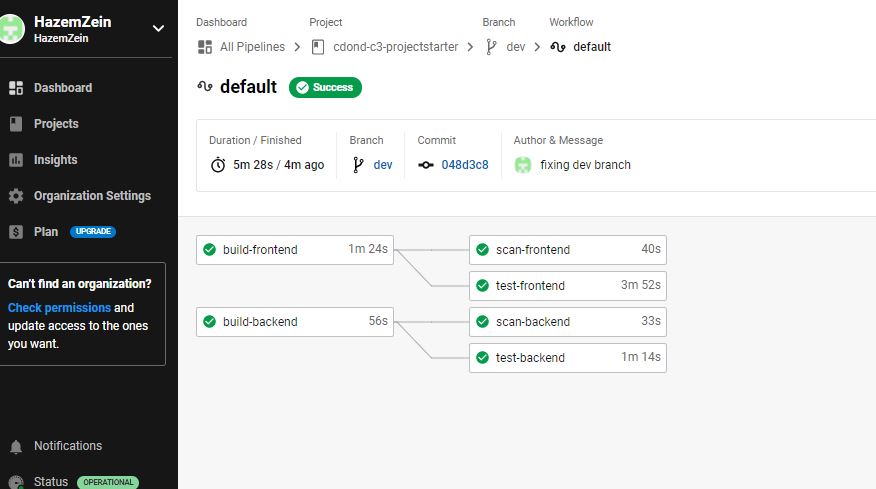 HazemZein
HazemZein
Dashboard
Projects
Insights
Organization Settings
Plan UPGRADE
Can't find an organization?
Check permissions and
update access to the ones
you want.
Notifications
Status OPERATIONAL
Dashboard Project Branch Workflow
All Pipelines cdond-c3-projectstarter dev default
default Success
Duration / Finished Branch Commit Author & Message
5m 28s / 4m ago dev 048d3c8 fixing dev branch
build-frontend 1m 24s
scan-frontend 40s
test-frontend 3m 52s
build-backend 56s
scan-backend 33s
test-backend 1m 14s